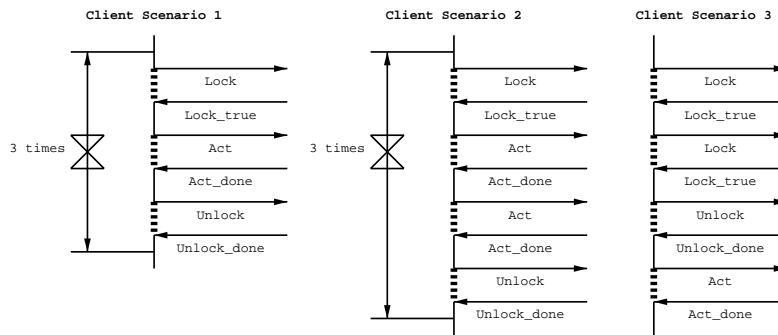 Client Scenario 1
Client Scenario 2
Client Scenario 3
3 times
Lock
Lock_true
Act
Act_done
Unlock
Unlock_done
3 times
Lock
Lock_true
Act
Act_done
Act
Act_done
Unlock
Unlock_done
Lock
Lock_true
Lock
Lock_true
Unlock
Unlock_done
Act
Act_done